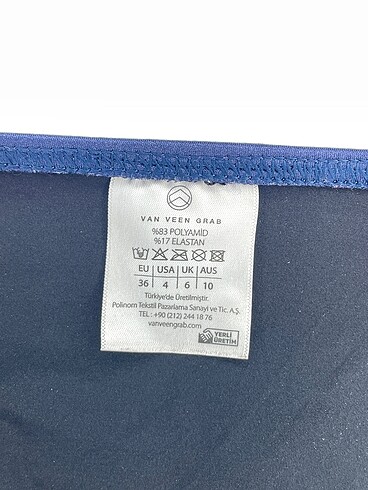 VAN VEEN GRAB
%83 POLYAMİD
%17 ELASTAN
EU USA UK AUS
36 4 6 10
Türkiye'de Üretilmiştir.
Polinom Tekstil Pazarlama Sanayi ve Tic. A.Ş.
TEL.: +90 (212) 244 18 76
vanveengrab.com
YERLİ
ÜRETİM